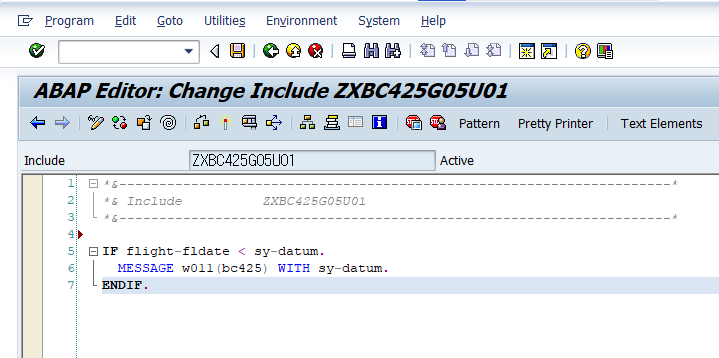 Program Edit Goto Utilities Environment System Help
ABAP Editor: Change Include ZXBC425G05U01
Pattern Pretty Printer Text Elements
Include ZXBC425G05U01 Active
1 *&---------------------------------------------------------------------*
2 *& Include ZXBC425G05U01
3 *&---------------------------------------------------------------------*
4
5 IF flight-fldate < sy-datum.
6 MESSAGE w011(bc425) WITH sy-datum.
7 ENDIF.